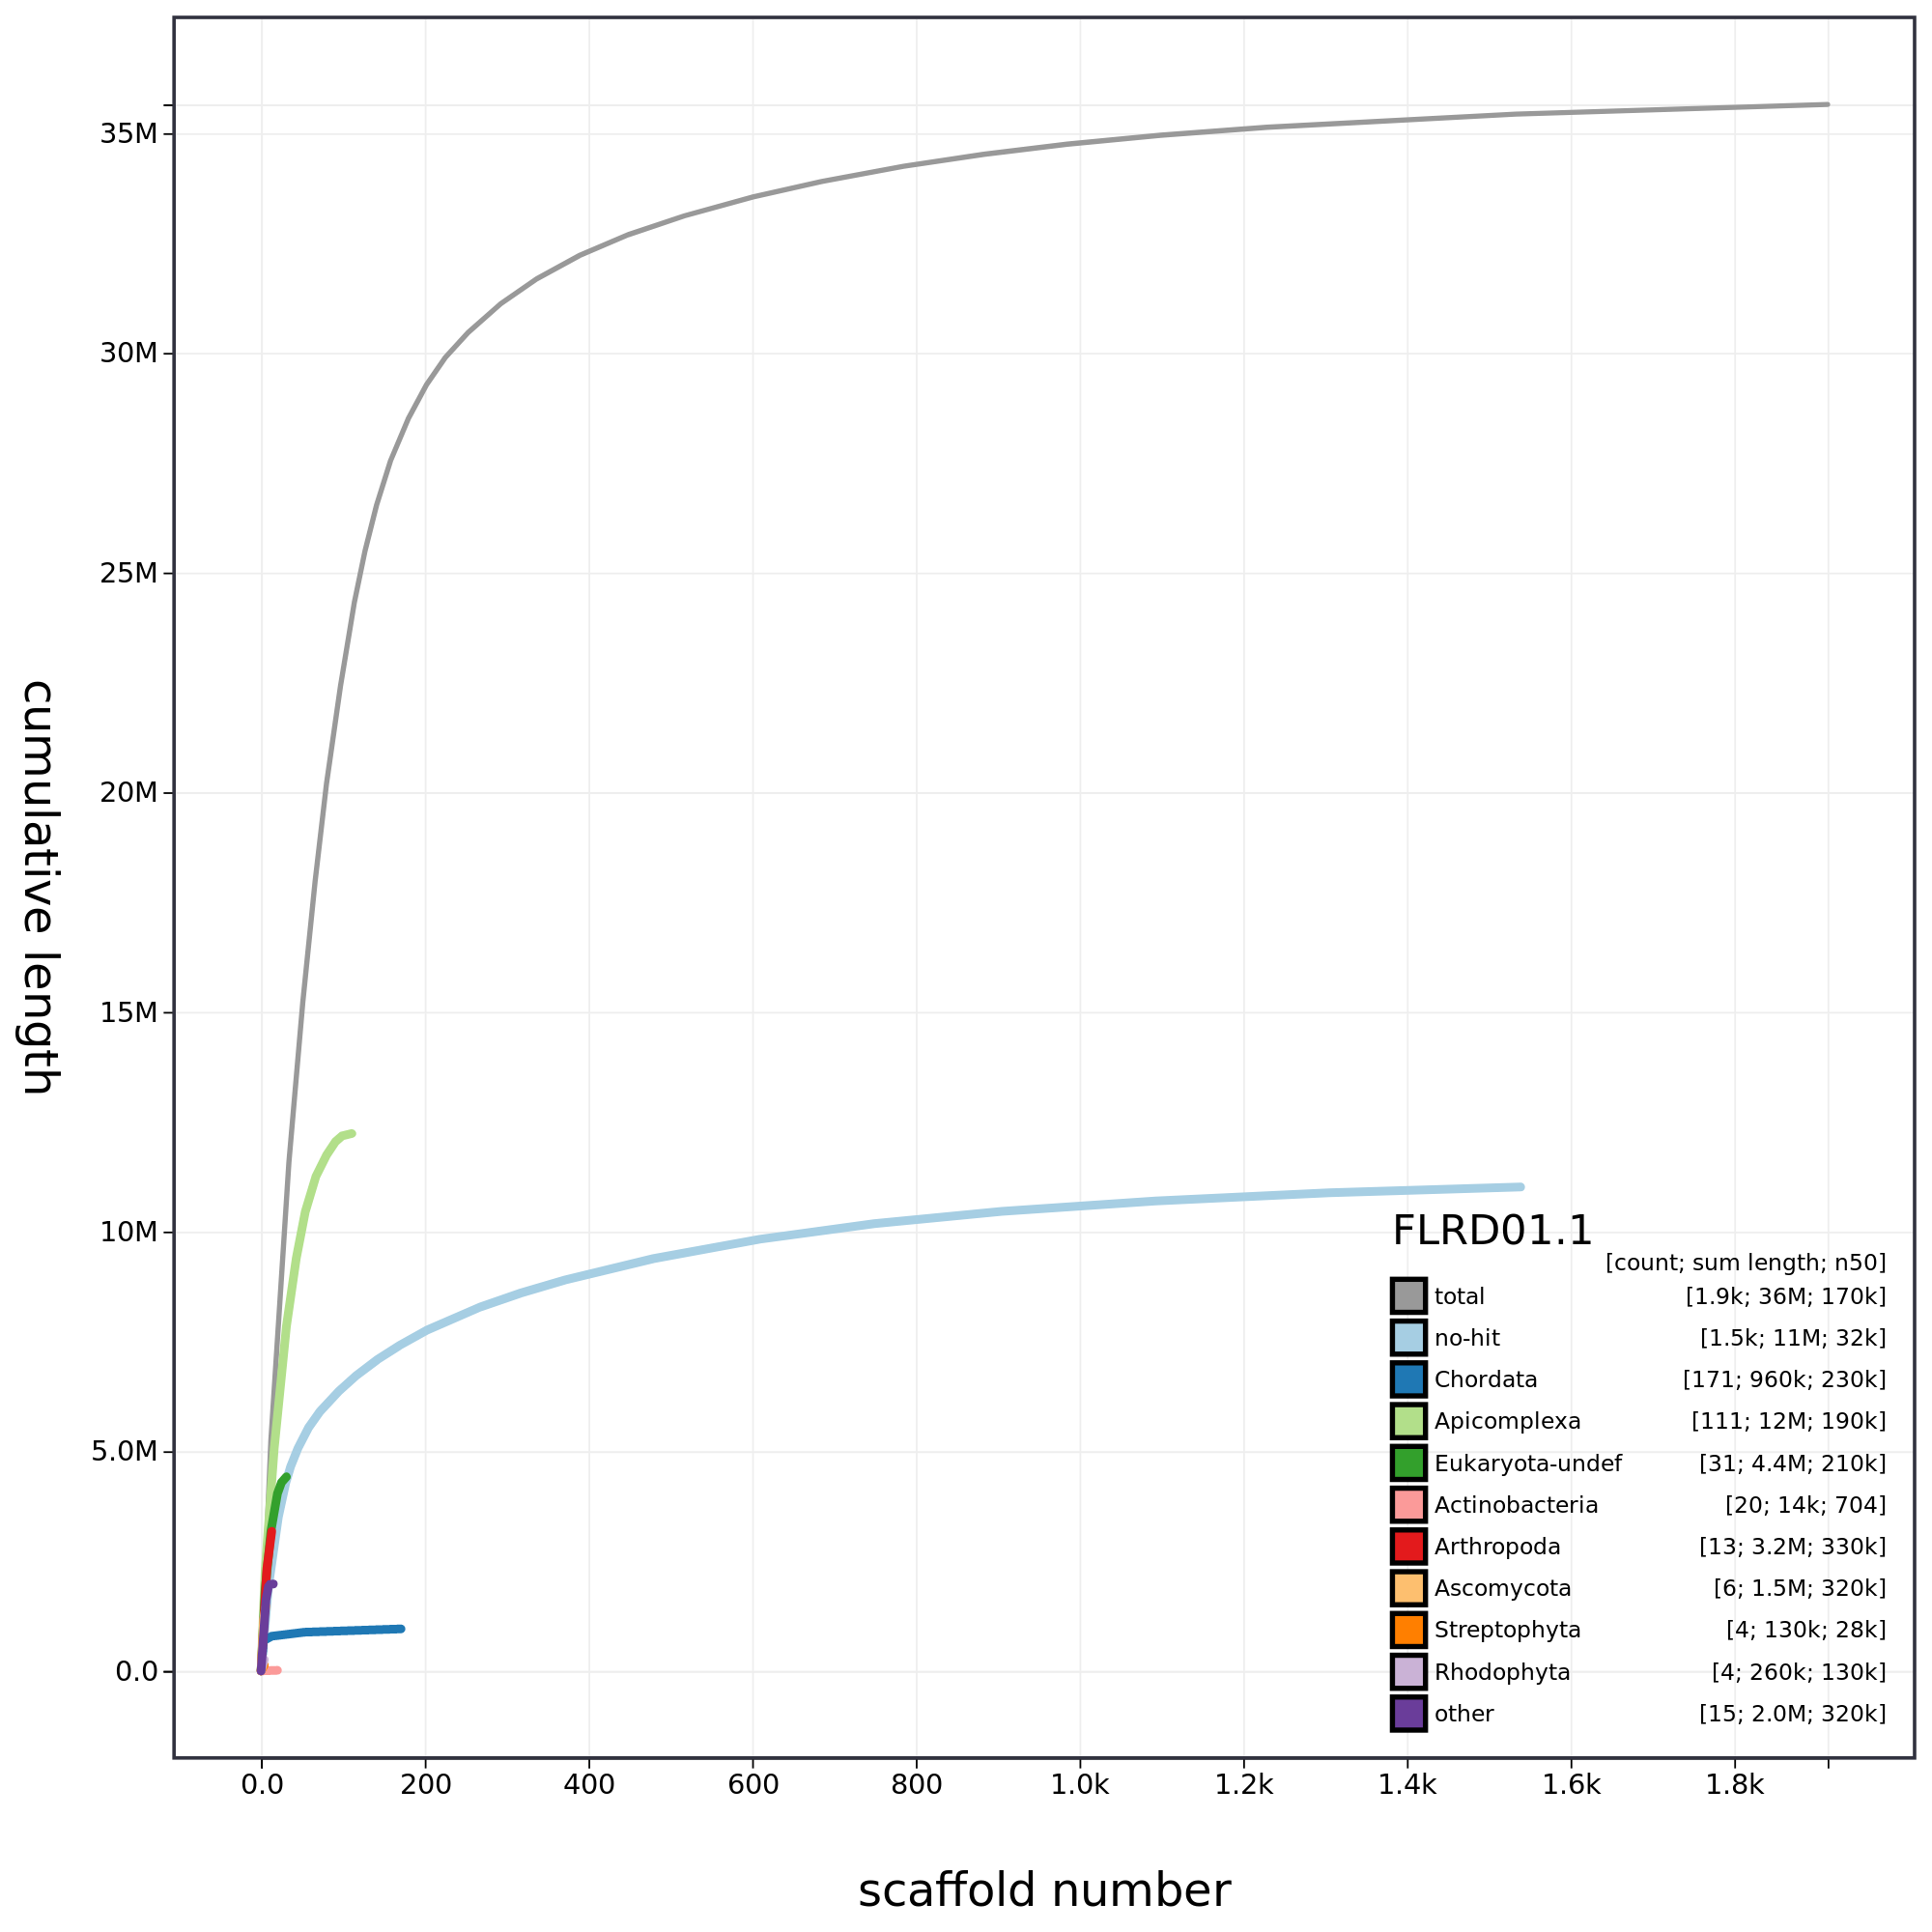 35M
30M
25M
20M
15M
10M
5.0M
0.0
cumulative length
FLRD01.1
[count; sum length; n50]
total [1.9k; 36M; 170k]
no-hit [1.5k; 11M; 32k]
Chordata [171; 960k; 230k]
Apicomplexa [111; 12M; 190k]
Eukaryota-undef [31; 4.4M; 210k]
Actinobacteria [20; 14k; 704]
Arthropoda [13; 3.2M; 330k]
Ascomycota [6; 1.5M; 320k]
Streptophyta [4; 130k; 28k]
Rhodophyta [4; 260k; 130k]
other [15; 2.0M; 320k]
0.0 200 400 600 800 1.0k 1.2k 1.4k 1.6k 1.8k
scaffold number